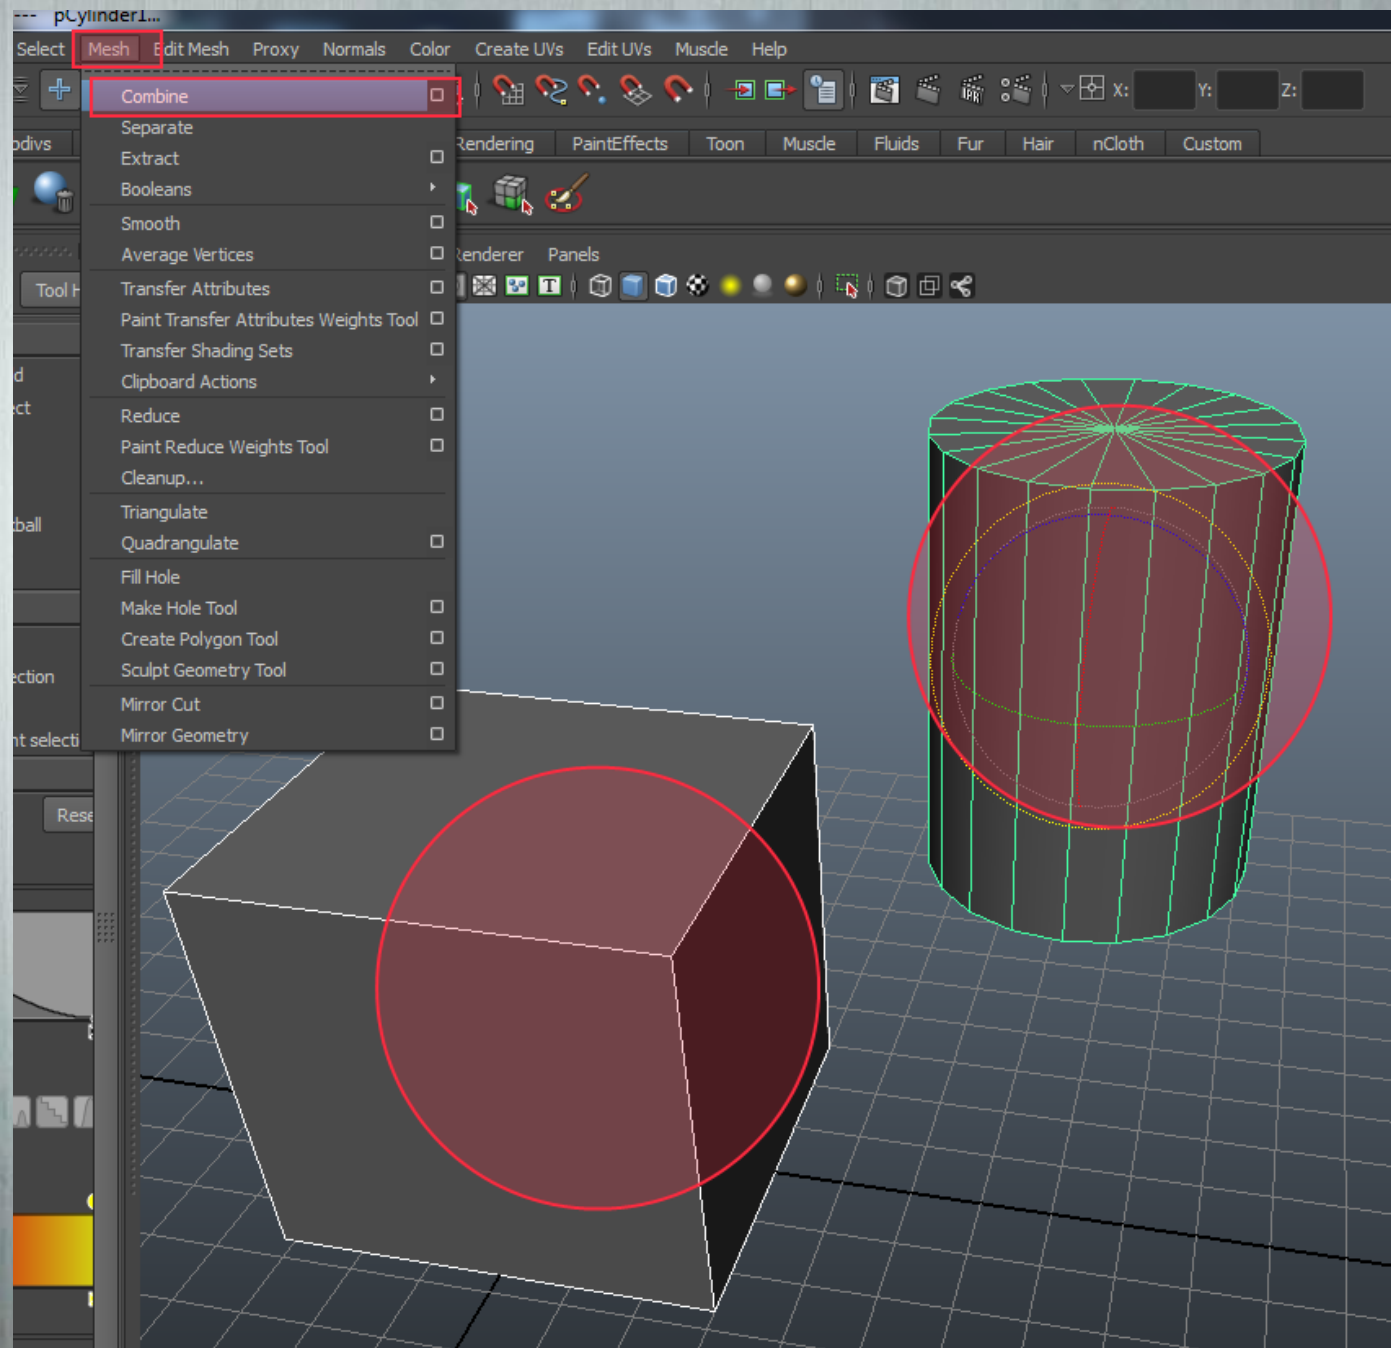 --- pCylinder1...
Select Mesh Edit Mesh Proxy Normals Color Create UVs Edit UVs Muscle Help
IPR X: Y: Z:
Combine
Separate
Extract
Booleans
Smooth
Average Vertices
Transfer Attributes
Paint Transfer Attributes Weights Tool
Transfer Shading Sets
Clipboard Actions
Reduce
Paint Reduce Weights Tool
Cleanup...
Triangulate
Quadrangulate
Fill Hole
Make Hole Tool
Create Polygon Tool
Sculpt Geometry Tool
Mirror Cut
Mirror Geometry
Rendering PaintEffects Toon Muscle Fluids Fur Hair nCloth Custom
Renderer Panels
T
Tool H
d
ect
ball
ection
nt selecti
Rese